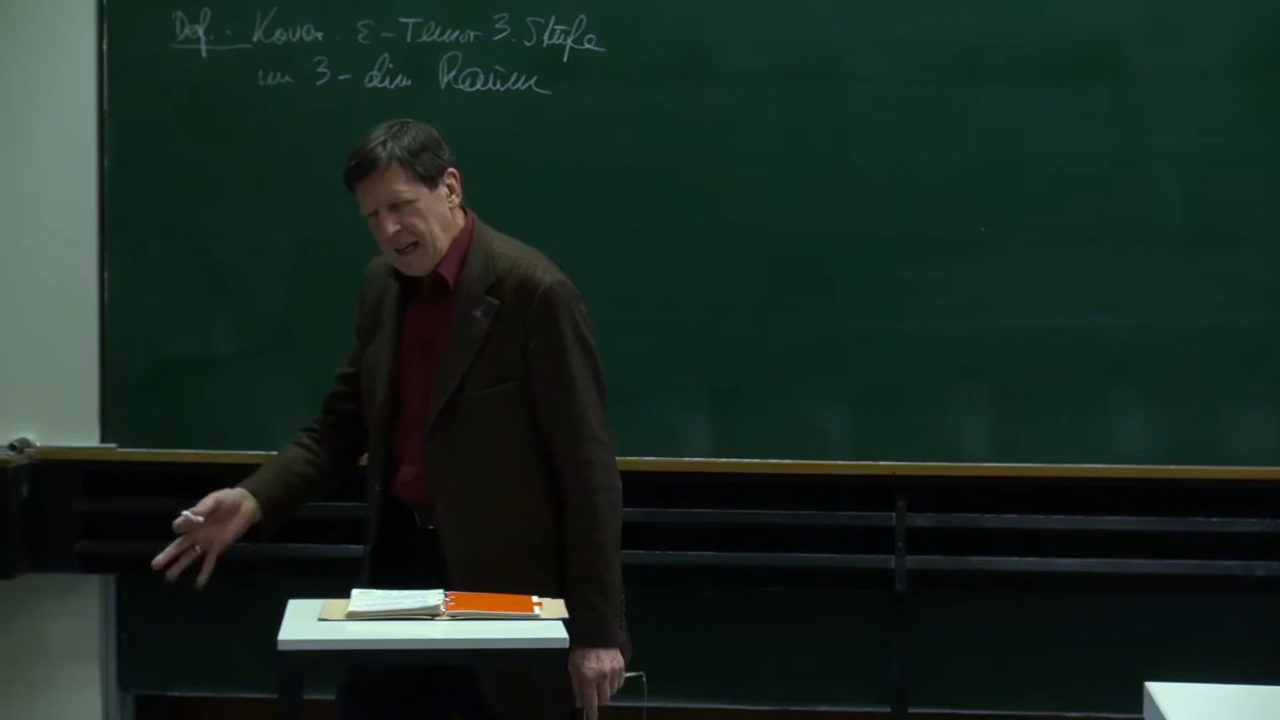 Def.: Kovar. ε-Tensor 3. Stufe
im 3-dim Raum